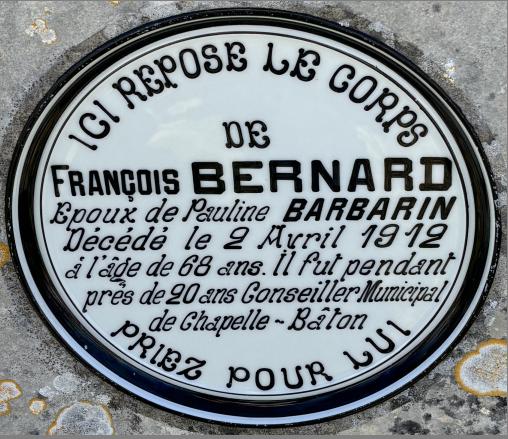 ICI REPOSE LE CORPS
DE
FRANÇOIS BERNARD
Epoux de Pauline BARBARIN
Décédé le 2 Avril 1912
à l'âge de 68 ans. Il fut pendant
près de 20 ans Conseiller Municipal
de Chapelle-Bâton
PRIEZ POUR LUI